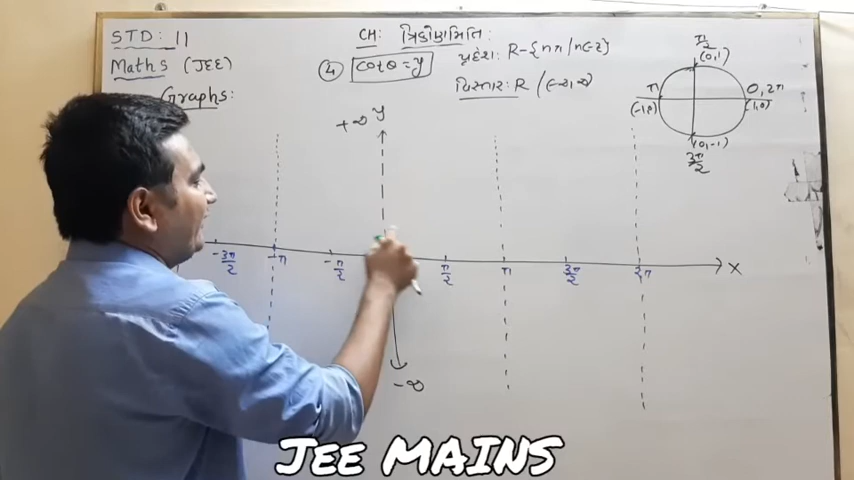 STD: 11
Maths (JEE)
Graphs:
CH: ત્રિકોણમિતિ:
(4) cotθ = y
પ્રદેશ: R-{nπ/n∈z}
વિસ્તાર: R / (-∞,∞)
π/2
(0,1)
π
0, 2π
(-1,0)
(1,0)
(0,-1)
3π/2
+∞ y
-3π/2
-π
-π/2
π/2
π
3π/2
2π
X
-∞
JEE MAINS